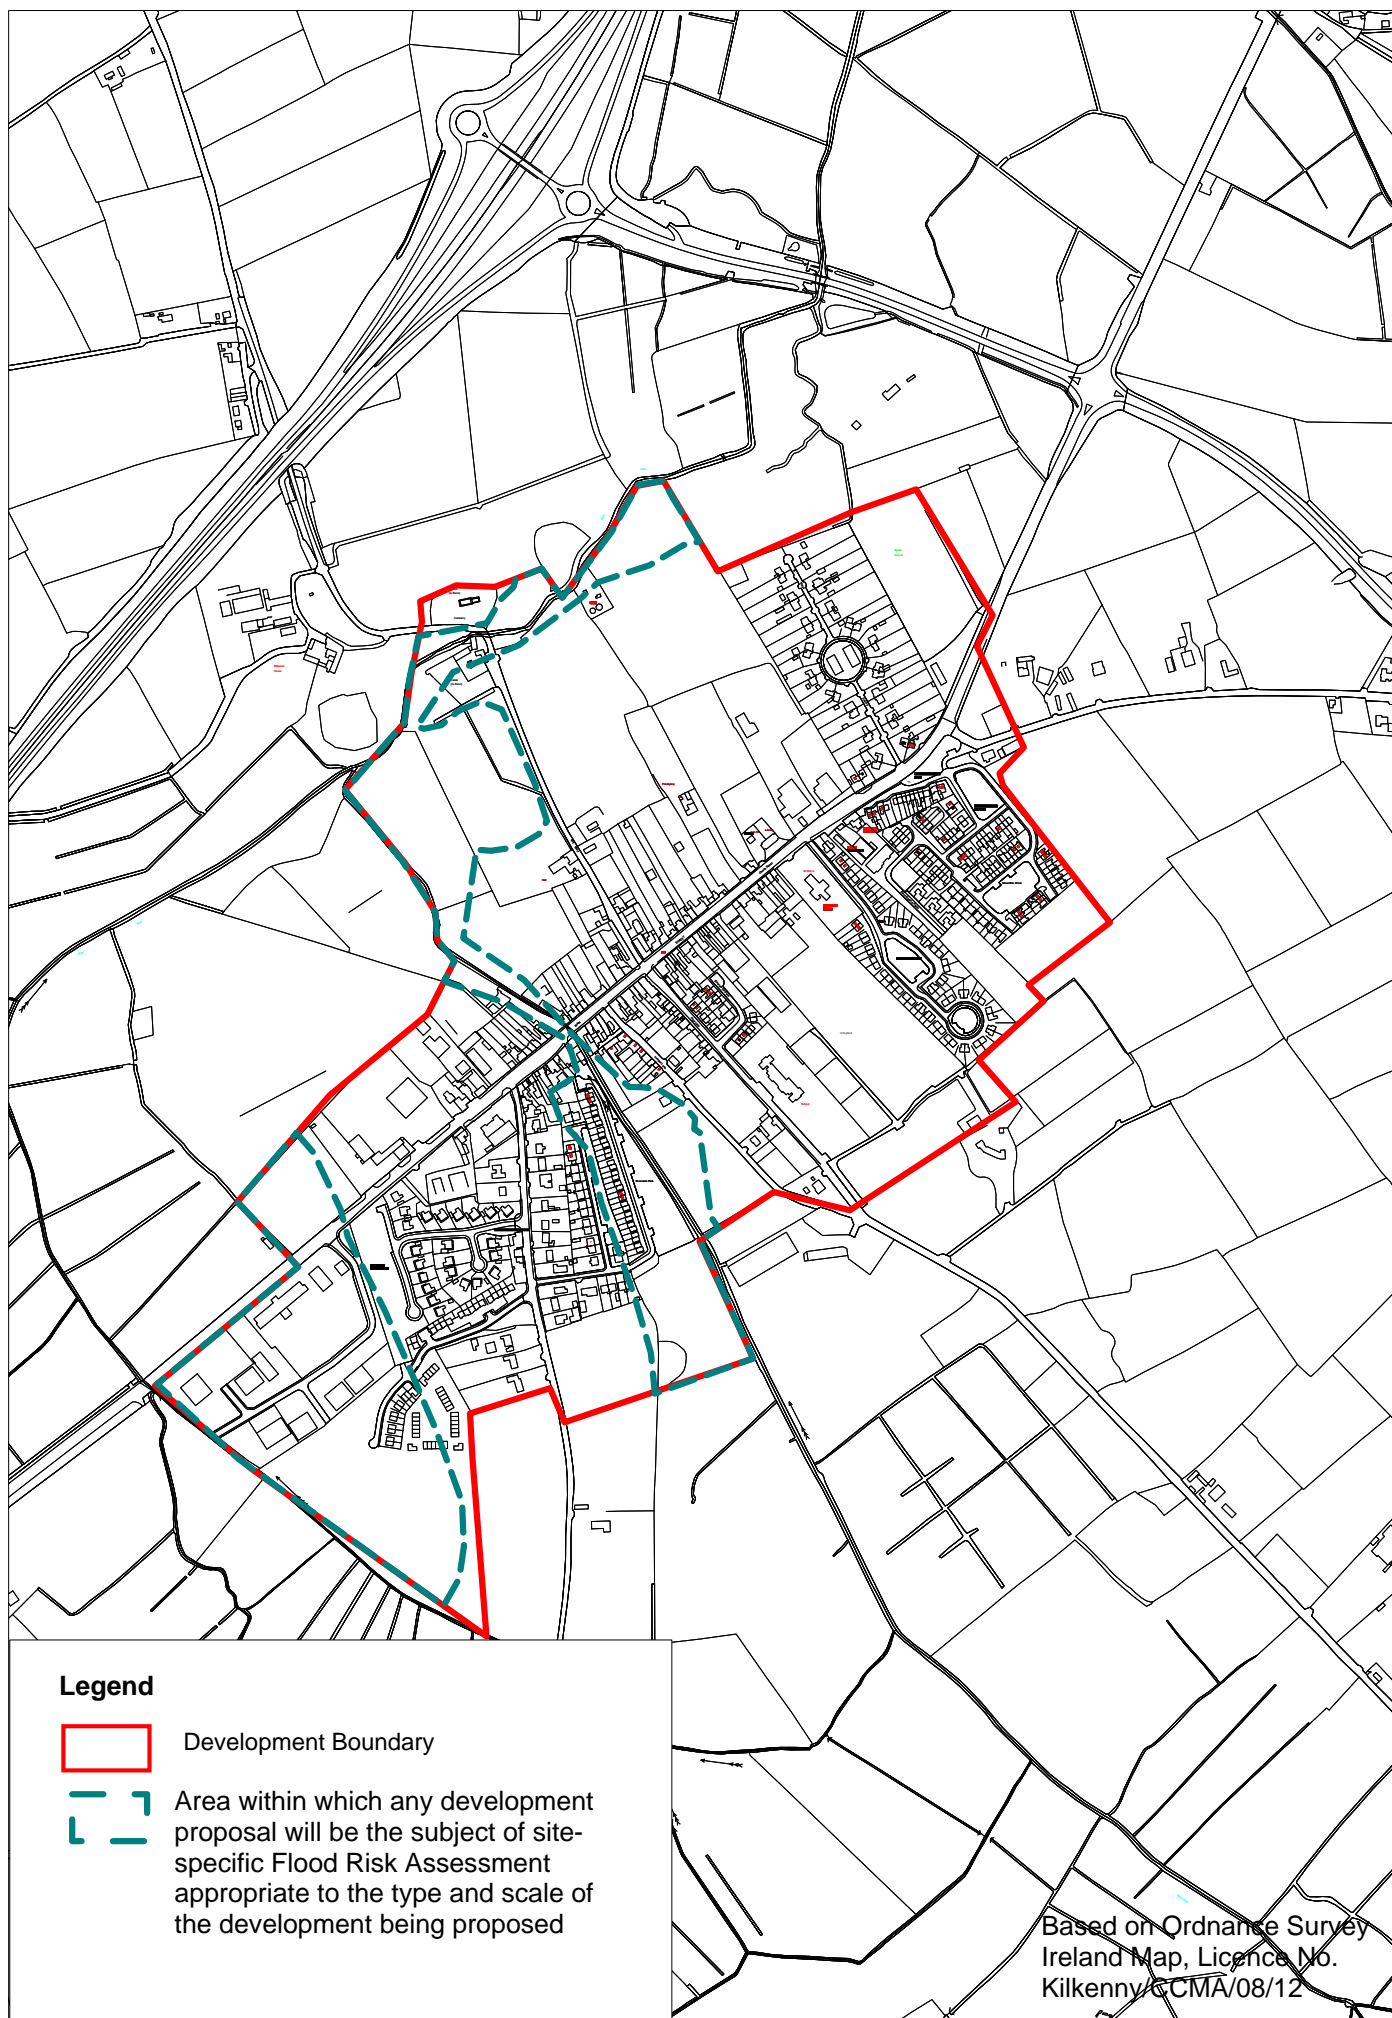 Legend
Development Boundary
Area within which any development
proposal will be the subject of site-
specific Flood Risk Assessment
appropriate to the type and scale of
the development being proposed
Based on Ordnance Survey
Ireland Map, Licence No.
Kilkenny/CCMA/08/12